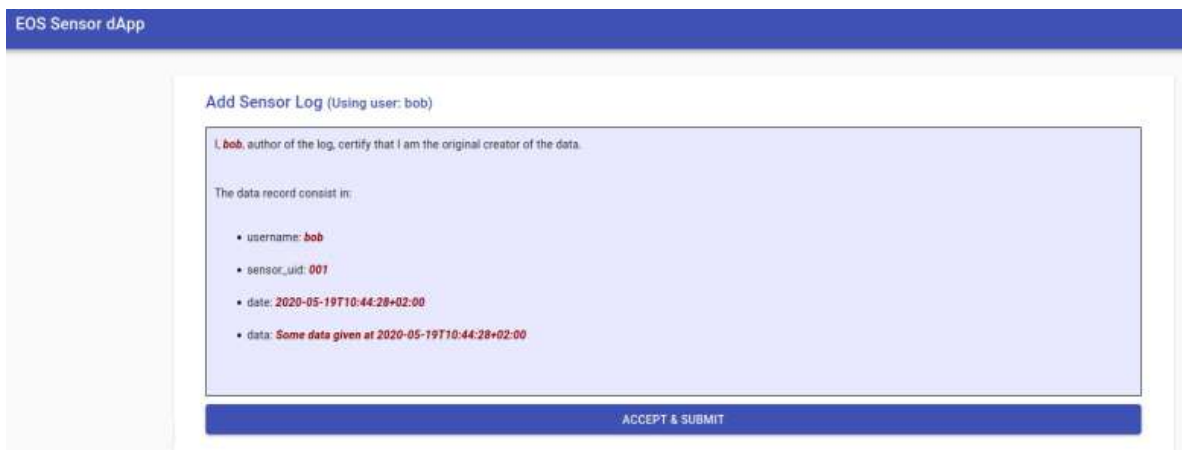 EOS Sensor dApp
Add Sensor Log (Using user: bob)
I, bob, author of the log, certify that I am the original creator of the data.
The data record consist in:
• username: bob
• sensor_uid: 001
• date: 2020-05-19T10:44:28+02:00
• data: Some data given at 2020-05-19T10:44:28+02:00
ACCEPT & SUBMIT